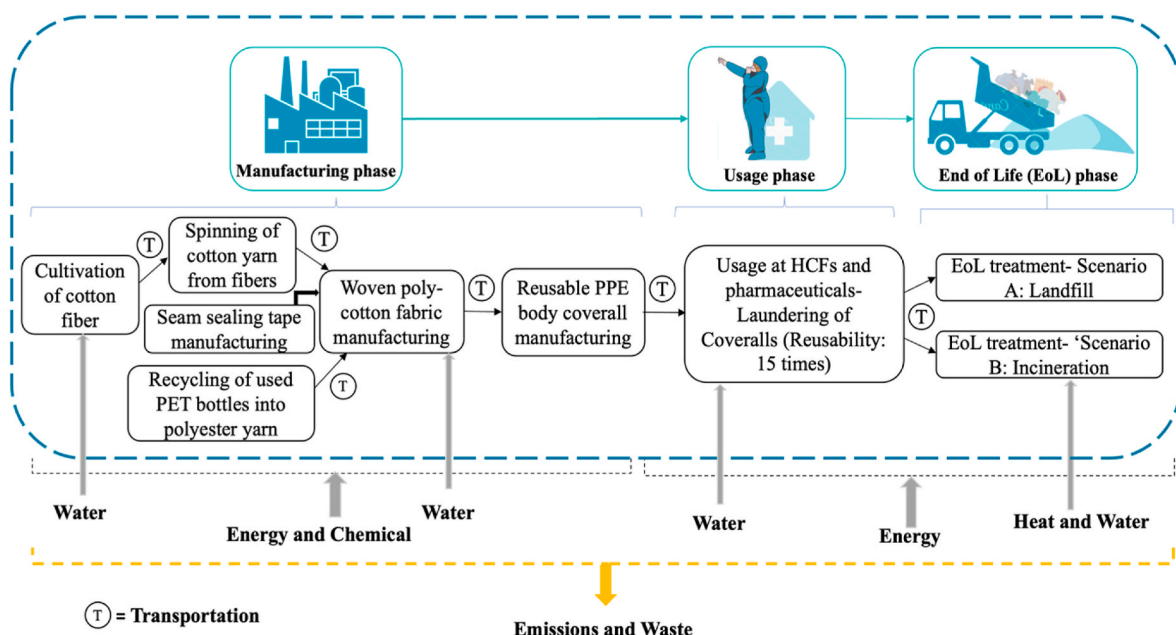 Manufacturing phase
Usage phase
End of Life (EoL) phase
Cultivation
of cotton
fiber
T
Spinning of
cotton yarn
from fibers
T
Seam sealing tape
manufacturing
Recycling of used
PET bottles into
polyester yarn
T
Woven poly-
cotton fabric
manufacturing
T
Reusable PPE
body coverall
manufacturing
T
Usage at HCFs and
pharmaceuticals-
Laundering of
Coveralls (Reusability:
15 times)
T
EoL treatment- Scenario
A: Landfill
EoL treatment- ‘Scenario
B: Incineration
Water
Energy and Chemical
Water
Water
Energy
Heat and Water
T = Transportation
Emissions and Waste